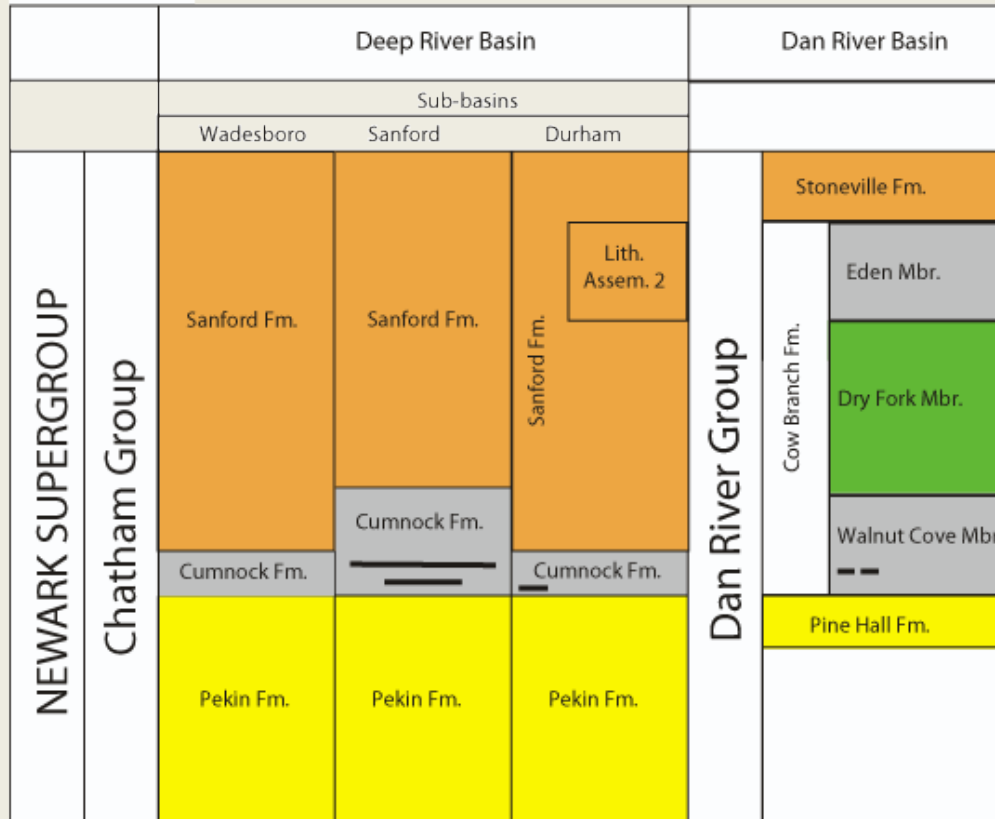 Deep River Basin
Dan River Basin
Sub-basins
Wadesboro
Sanford
Durham
NEWARK SUPERGROUP
Chatham Group
Sanford Fm.
Sanford Fm.
Sanford Fm.
Lith.
Assem. 2
Cumnock Fm.
Cumnock Fm.
Cumnock Fm.
Pekin Fm.
Pekin Fm.
Pekin Fm.
Dan River Group
Stoneville Fm.
Cow Branch Fm.
Eden Mbr.
Dry Fork Mbr.
Walnut Cove Mbr
Pine Hall Fm.